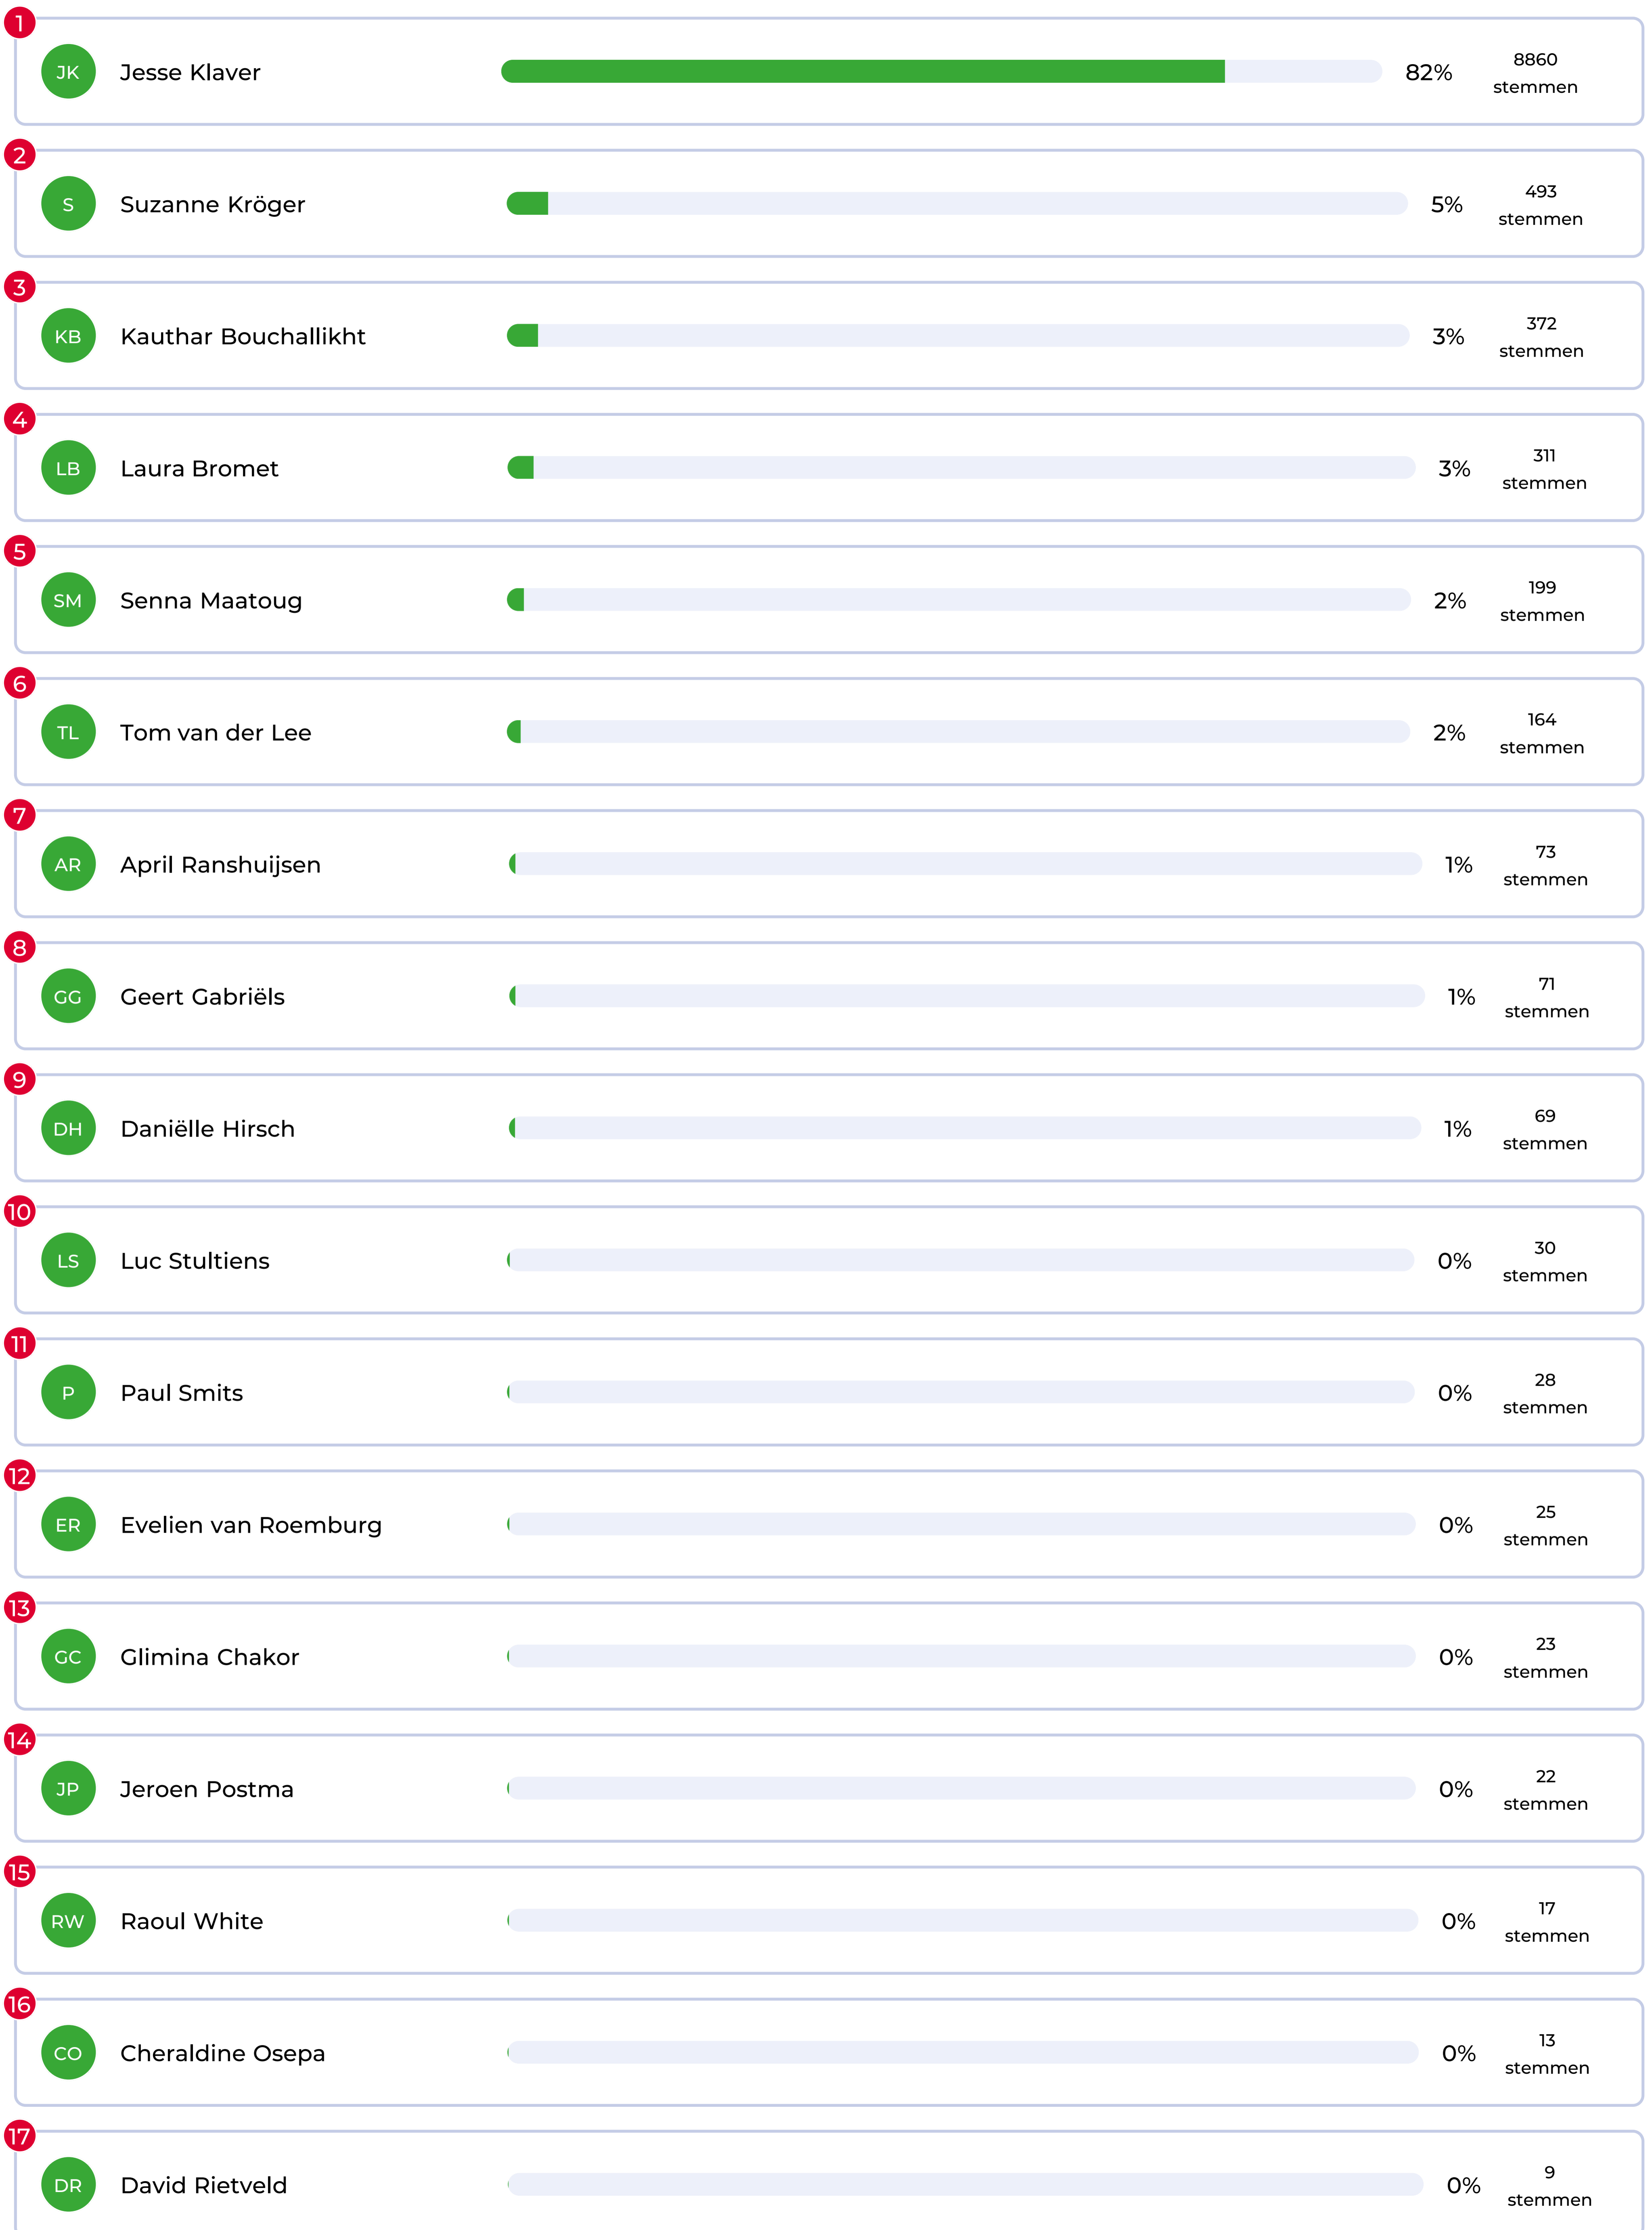 1
JK Jesse Klaver 82% 8860
stemmen
2
S Suzanne Kröger 5% 493
stemmen
3
KB Kauthar Bouchallikht 3% 372
stemmen
4
LB Laura Bromet 3% 311
stemmen
5
SM Senna Maatoug 2% 199
stemmen
6
TL Tom van der Lee 2% 164
stemmen
7
AR April Ranshuijsen 1% 73
stemmen
8
GG Geert Gabriëls 1% 71
stemmen
9
DH Daniëlle Hirsch 1% 69
stemmen
10
LS Luc Stultiens 0% 30
stemmen
11
P Paul Smits 0% 28
stemmen
12
ER Evelien van Roemburg 0% 25
stemmen
13
GC Glimina Chakor 0% 23
stemmen
14
JP Jeroen Postma 0% 22
stemmen
15
RW Raoul White 0% 17
stemmen
16
CO Cheraldine Osepa 0% 13
stemmen
17
DR David Rietveld 0% 9
stemmen